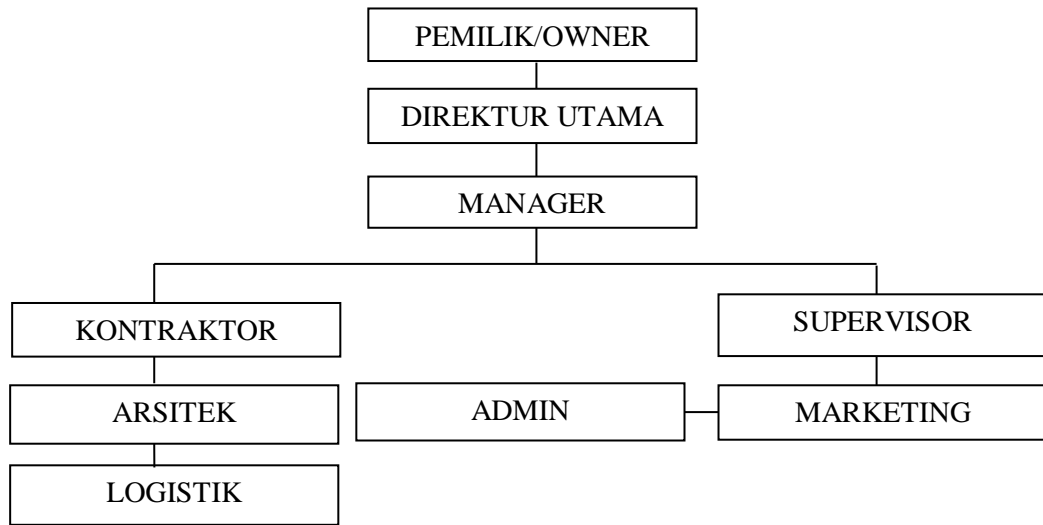 PEMILIK/OWNER
DIREKTUR UTAMA
MANAGER
KONTRAKTOR
SUPERVISOR
ARSITEK
ADMIN
MARKETING
LOGISTIK